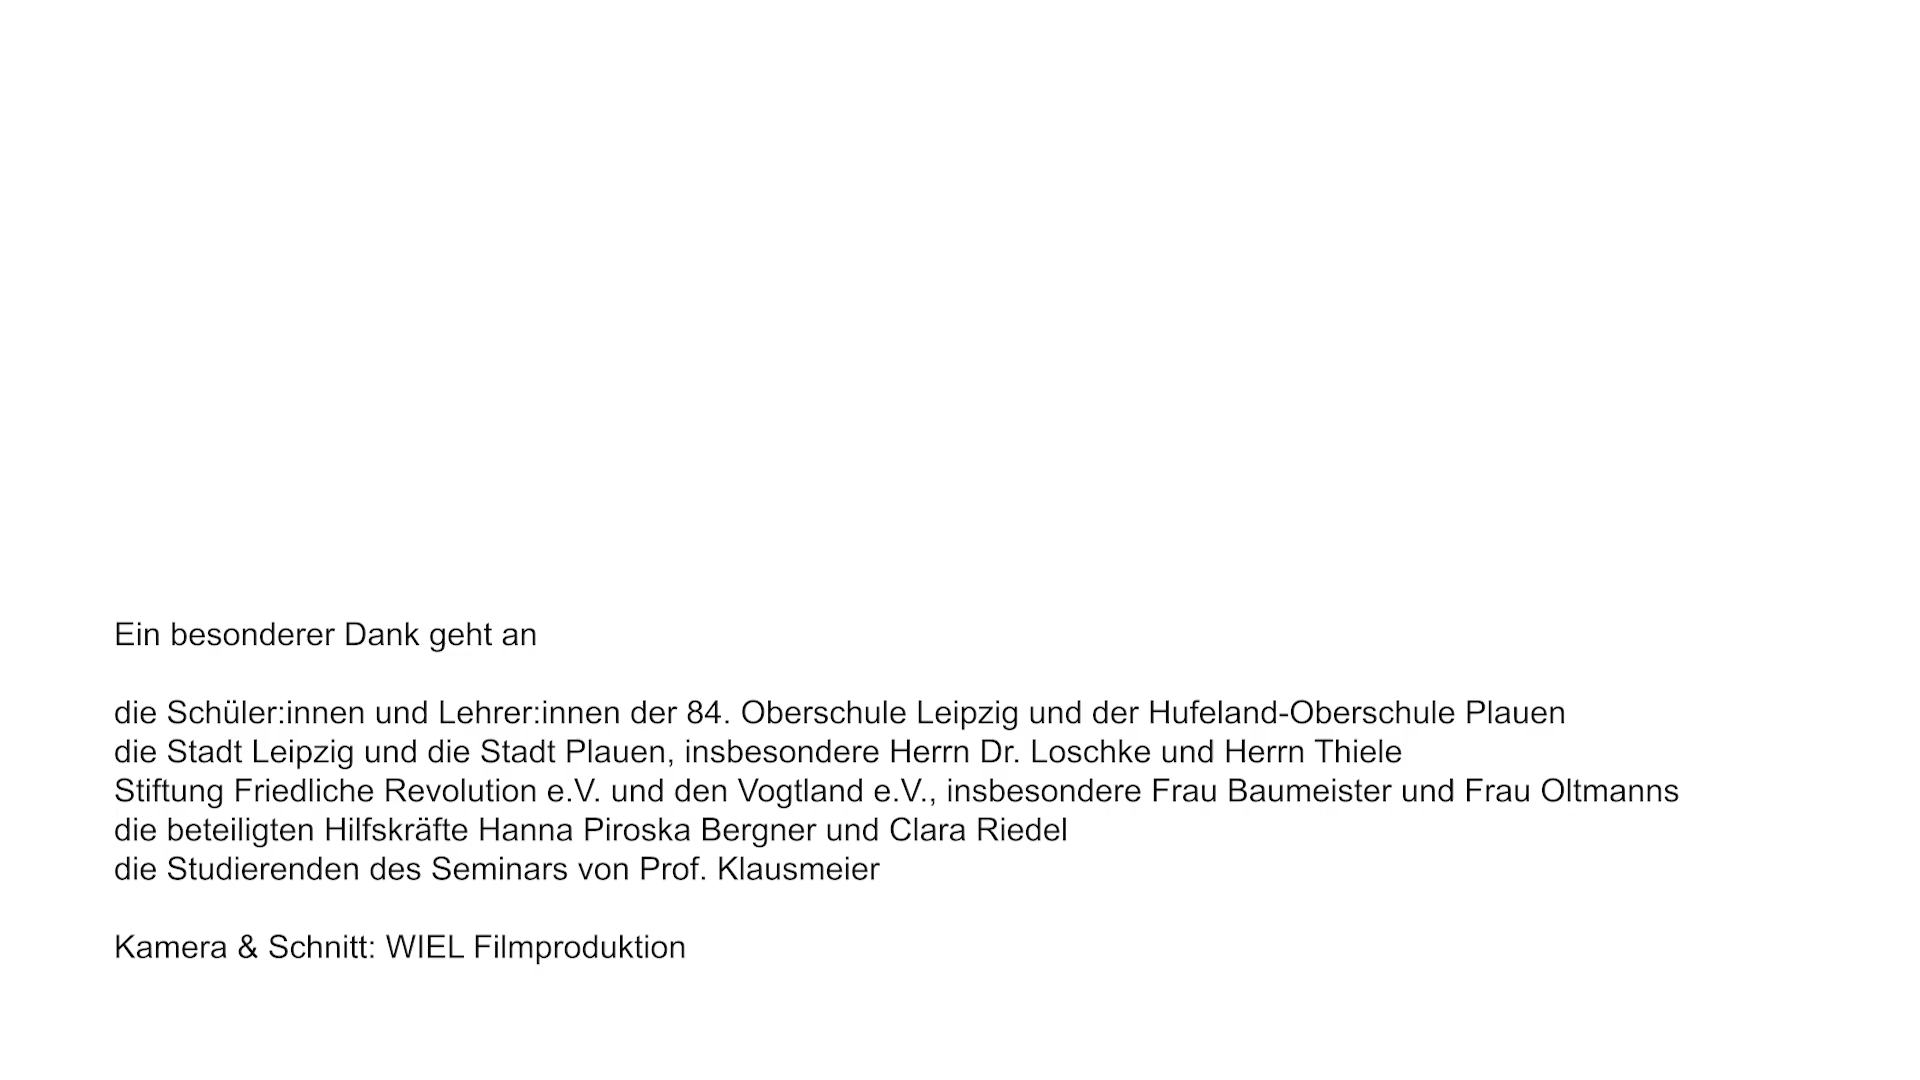 Ein besonderer Dank geht an
die Schüler:innen und Lehrer:innen der 84. Oberschule Leipzig und der Hufeland-Oberschule Plauen
die Stadt Leipzig und die Stadt Plauen, insbesondere Herrn Dr. Loschke und Herrn Thiele
Stiftung Friedliche Revolution e.V. und den Vogtland e.V., insbesondere Frau Baumeister und Frau Oltmanns
die beteiligten Hilfskräfte Hanna Piroska Bergner und Clara Riedel
die Studierenden des Seminars von Prof. Klausmeier
Kamera & Schnitt: WIEL Filmproduktion